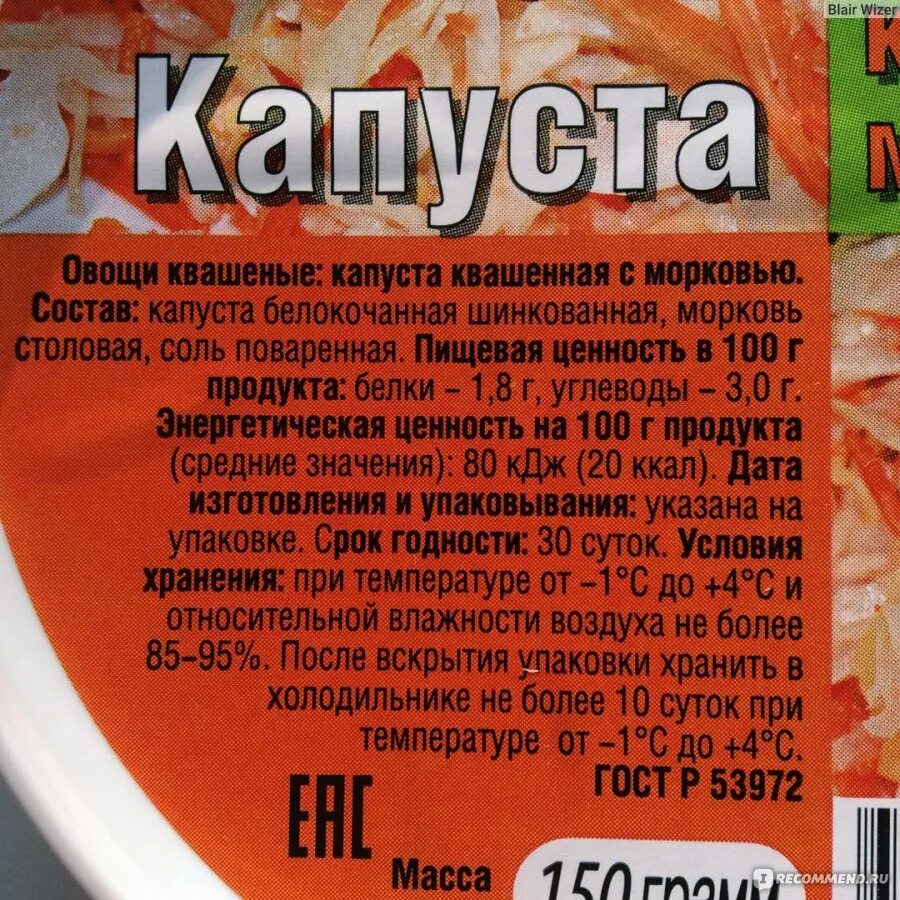 Blair Wizer
Капуста
К
М
Овощи квашеные: капуста квашенная с морковью.
Состав: капуста белокочанная шинкованная, морковь
столовая, соль поваренная. Пищевая ценность в 100 г
продукта: белки – 1,8 г, углеводы – 3,0 г.
Энергетическая ценность на 100 г продукта
(средние значения): 80 кДж (20 ккал). Дата
изготовления и упаковывания: указана на
упаковке. Срок годности: 30 суток. Условия
хранения: при температуре от –1°С до +4°С и
относительной влажности воздуха не более
85–95%. После вскрытия упаковки хранить в
холодильнике не более 10 суток при
температуре от –1°С до +4°С.
ГОСТ Р 53972
ЕАС
Масса
150 грамм
IRECOMMEND.RU